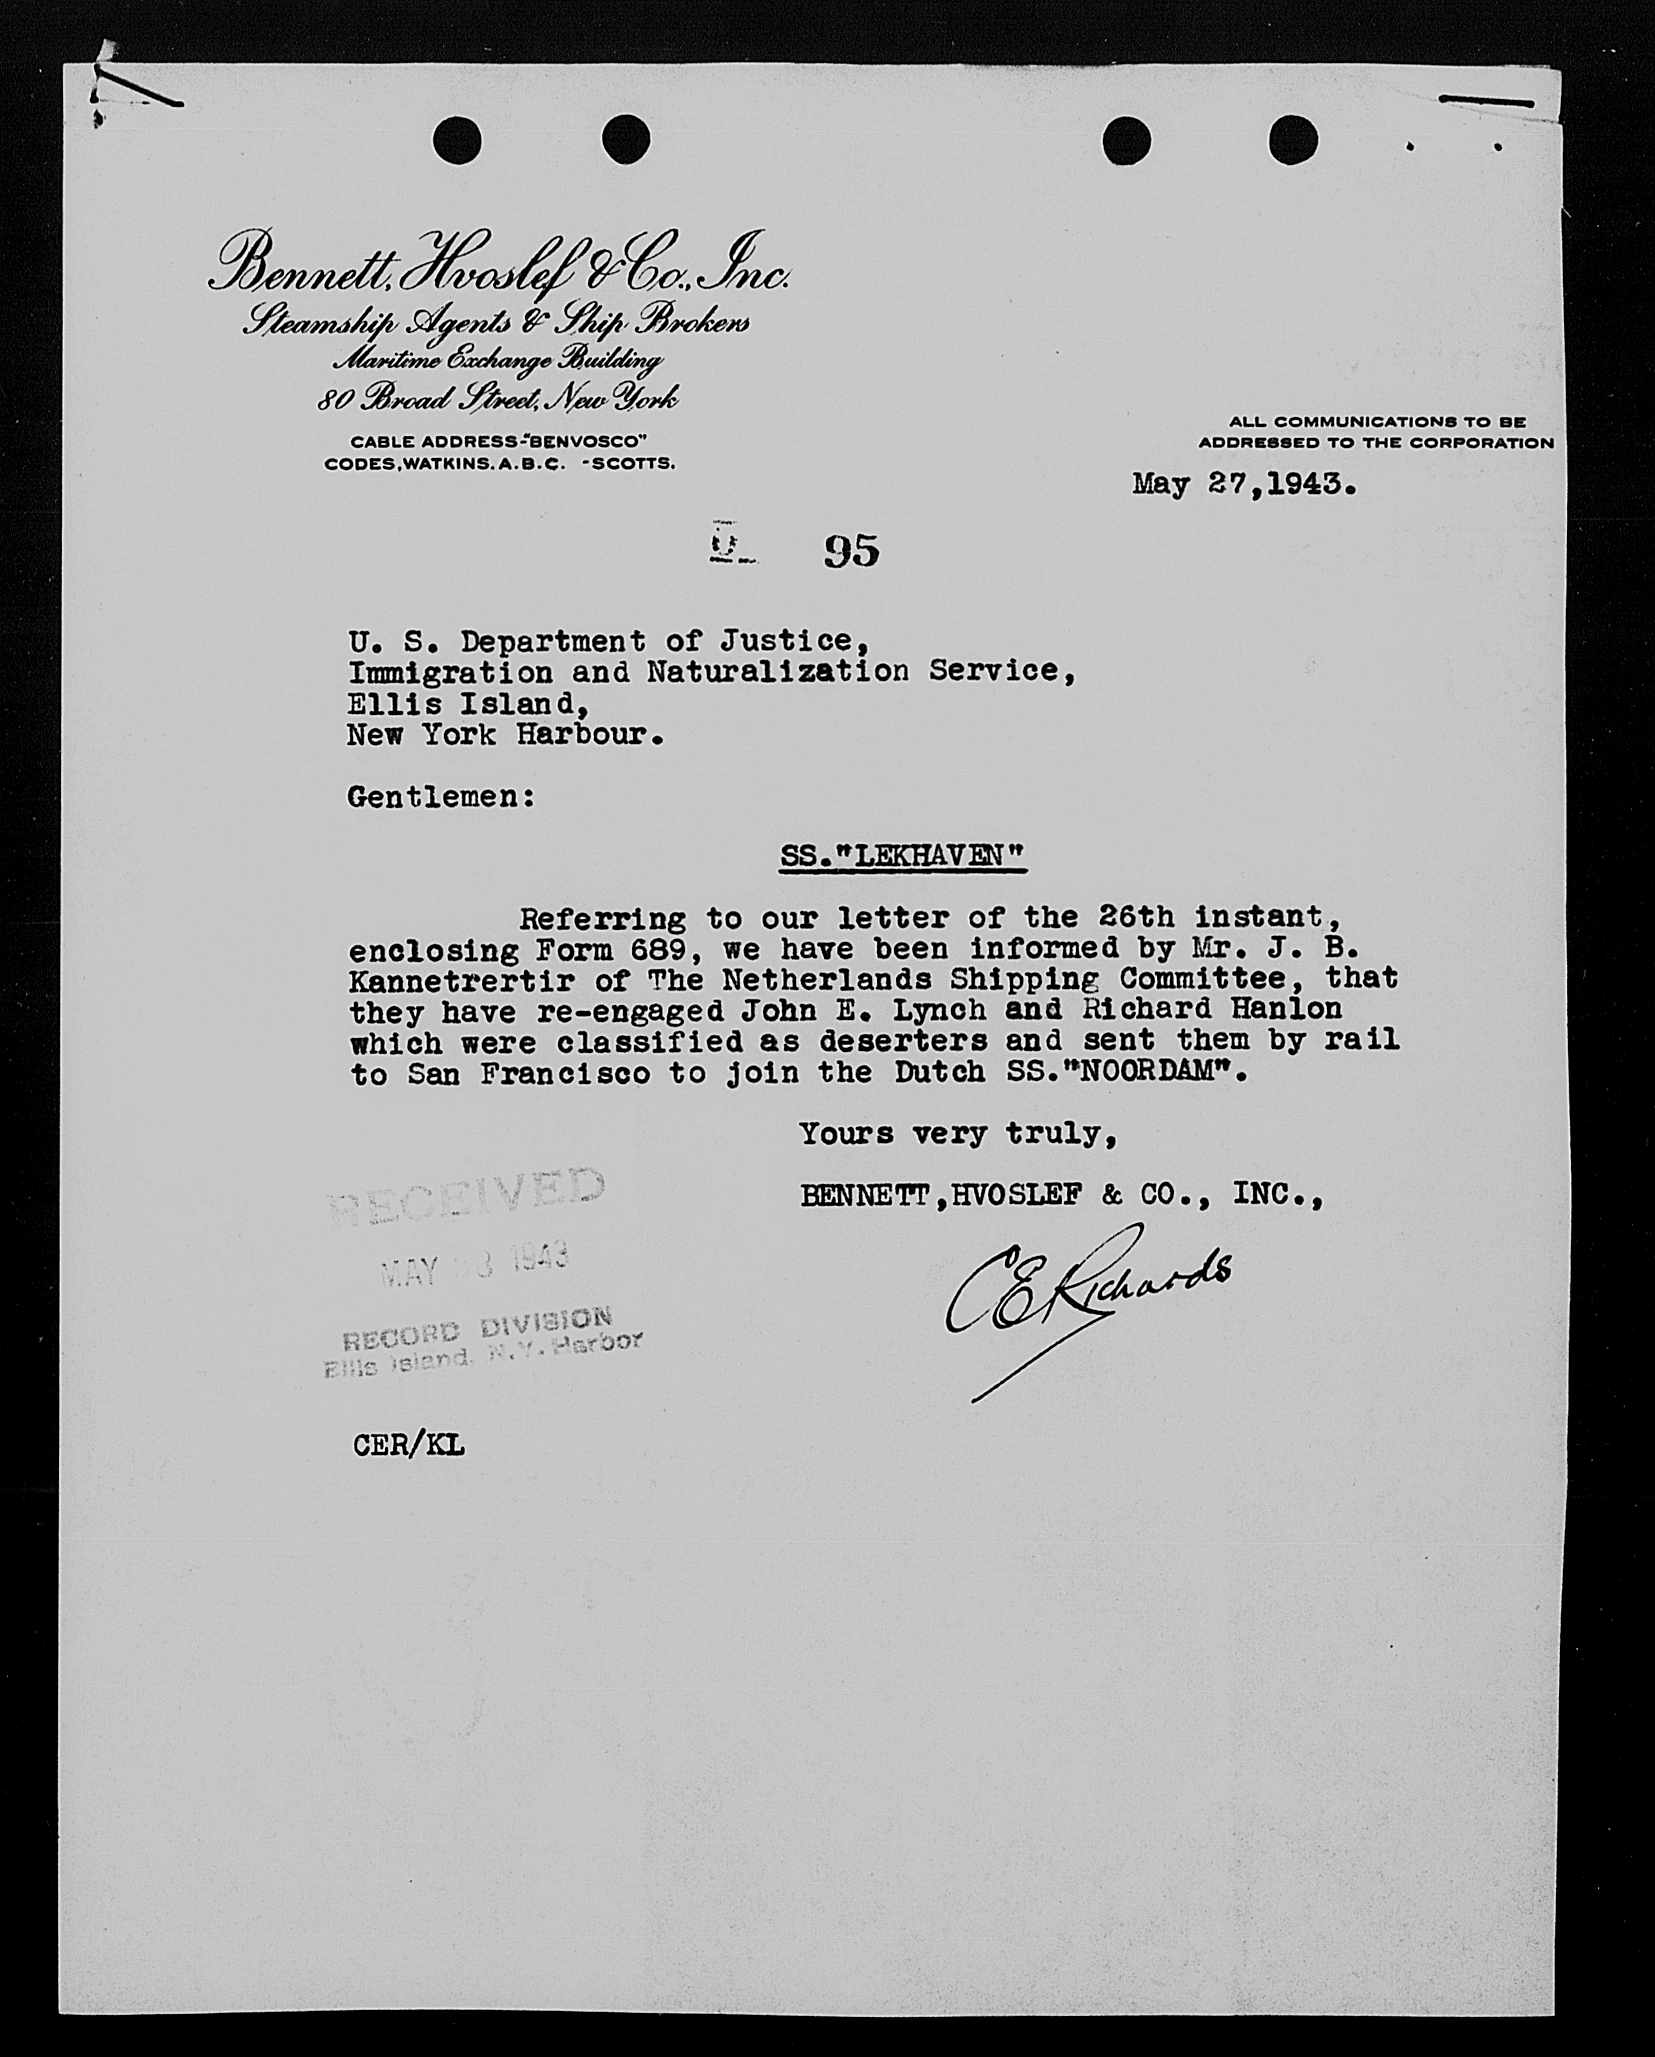 Bennett, Hvoslef & Co., Inc.
Steamship Agents & Ship Brokers
Maritime Exchange Building
80 Broad Street, New York
CABLE ADDRESS-"BENVOSCO"
CODES, WATKINS. A.B.C. - SCOTTS.
ALL COMMUNICATIONS TO BE
ADDRESSED TO THE CORPORATION
May 27,1943.
95
U. S. Department of Justice,
Immigration and Naturalization Service,
Ellis Island,
New York Harbour.
Gentlemen:
SS."LEKHAVEN"
Referring to our letter of the 26th instant,
enclosing Form 689, we have been informed by Mr. J. B.
Kannetrertir of The Netherlands Shipping Committee, that
they have re-engaged John E. Lynch and Richard Hanlon
which were classified as deserters and sent them by rail
to San Francisco to join the Dutch SS."NOORDAM".
Yours very truly,
BENNETT,HVOSLEF & CO., INC.,
CERichards
RECEIVED
MAY 1943
RECORD DIVISION
Ellis Island, N.Y. Harbor
CER/KL